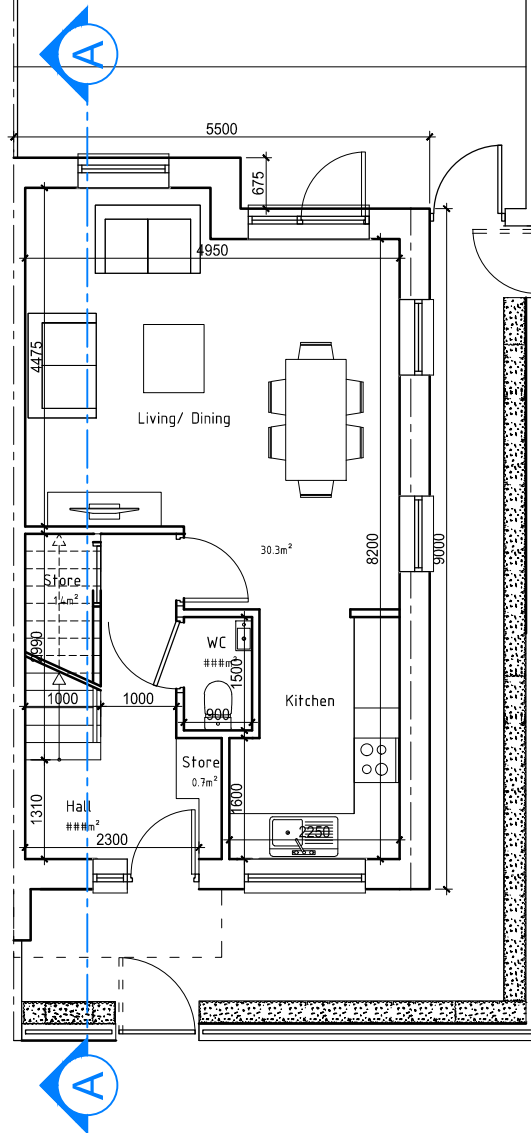 A
5500
675
4950
4475
Living/ Dining
30.3m²
8200
9000
Store
1.4m²
WC
###m²
1500
1000
1000
900
Kitchen
Store
0.7m²
1310
1600
Hall
###m²
2300
2250
A